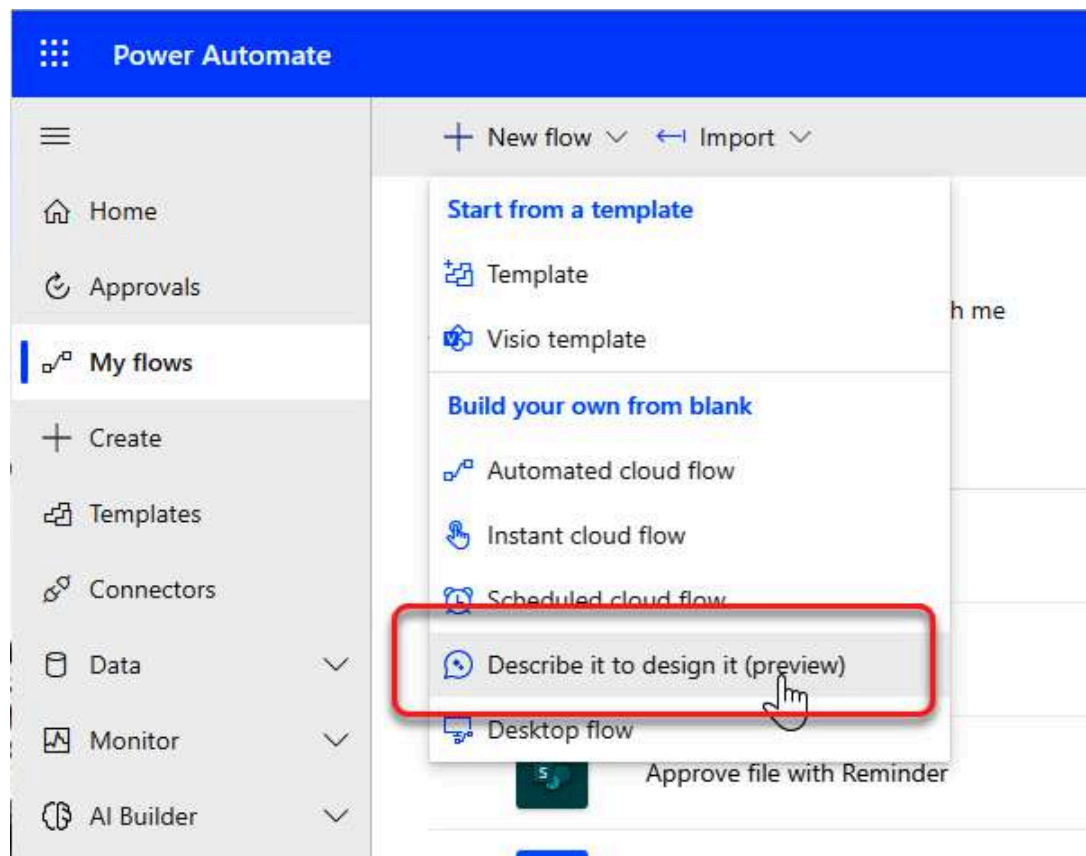 Power Automate
New flow
Import
Home
Approvals
My flows
Create
Templates
Connectors
Data
Monitor
AI Builder
Start from a template
Template
Visio template
Build your own from blank
Automated cloud flow
Instant cloud flow
Scheduled cloud flow
Describe it to design it (preview)
Desktop flow
h me
S
Approve file with Reminder